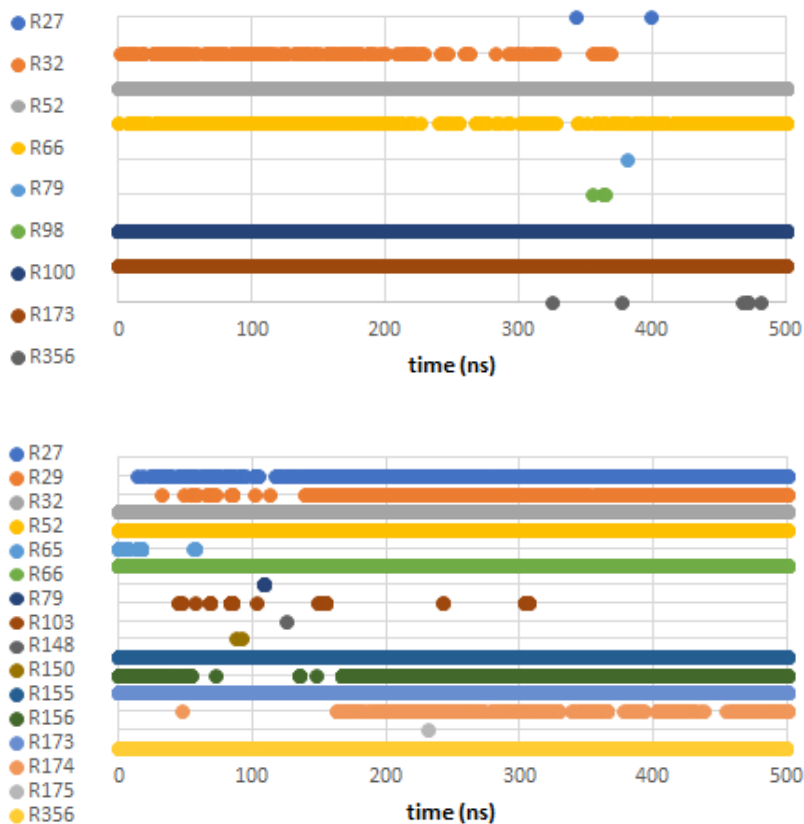 R27
R32
R52
R66
R79
R98
R100
R173
R356
0 100 200 300 400 500
time (ns)
R27
R29
R32
R52
R65
R66
R79
R103
R148
R150
R155
R156
R173
R174
R175
R356
0 100 200 300 400 500
time (ns)